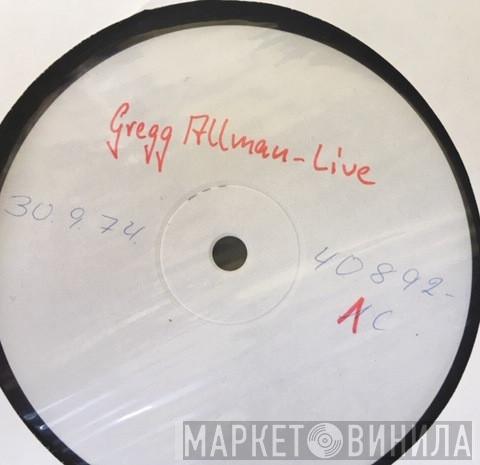 Gregg Allman - Live
30.9.74.
40892-
1C
МАРКЕТ ВИНИЛА